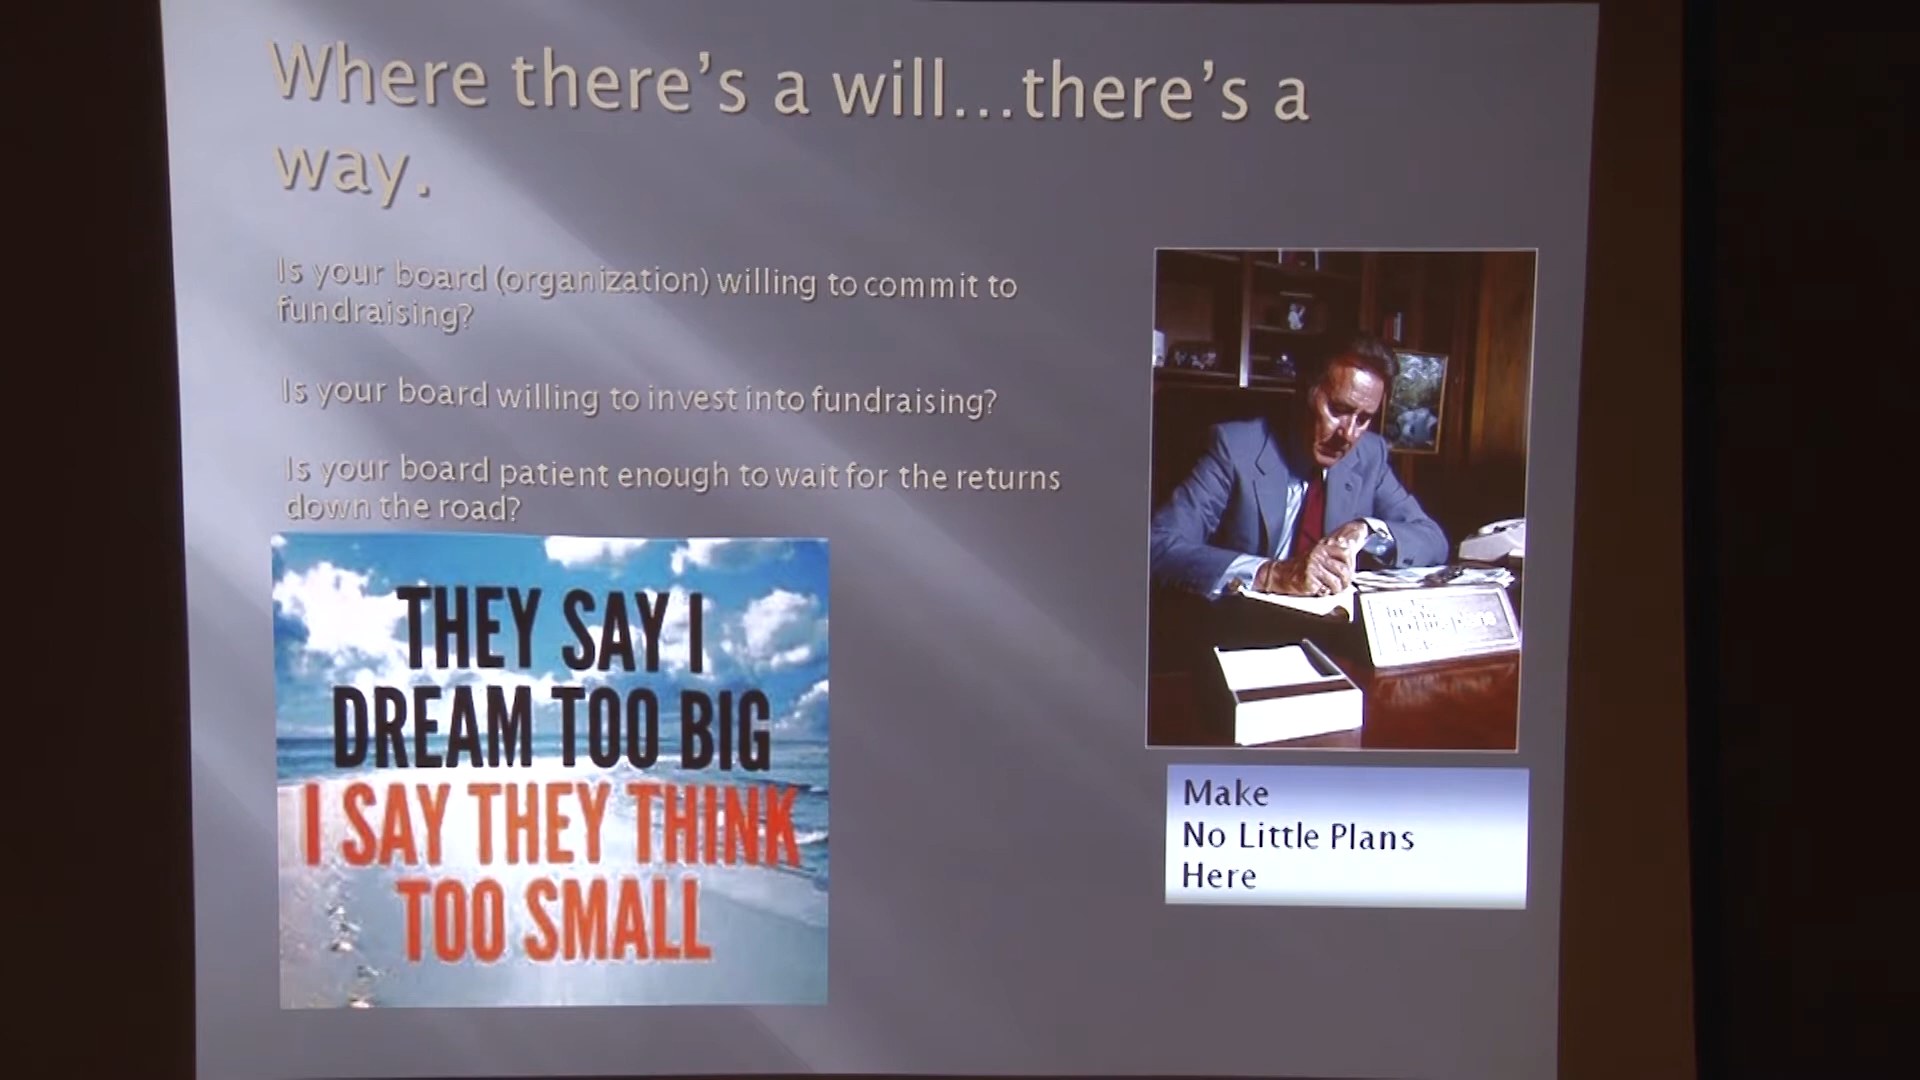 Where there's a will...there's a
way.
Is your board (organization) willing to commit to
fundraising?
Is your board willing to invest into fundraising?
Is your board patient enough to wait for the returns
down the road?
THEY SAY I
DREAM TOO BIG
I SAY THEY THINK
TOO SMALL
Make
No Little Plans
Here